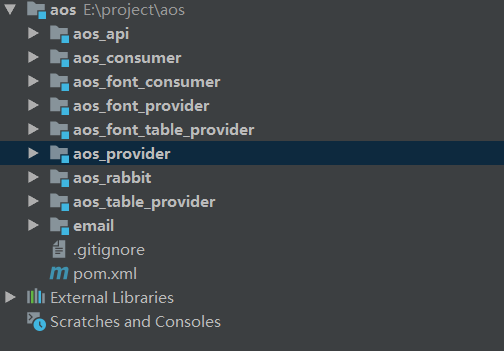 aos E:\project\aos
aos_api
aos_consumer
aos_font_consumer
aos_font_provider
aos_font_table_provider
aos_provider
aos_rabbit
aos_table_provider
email
.gitignore
m pom.xml
External Libraries
Scratches and Consoles